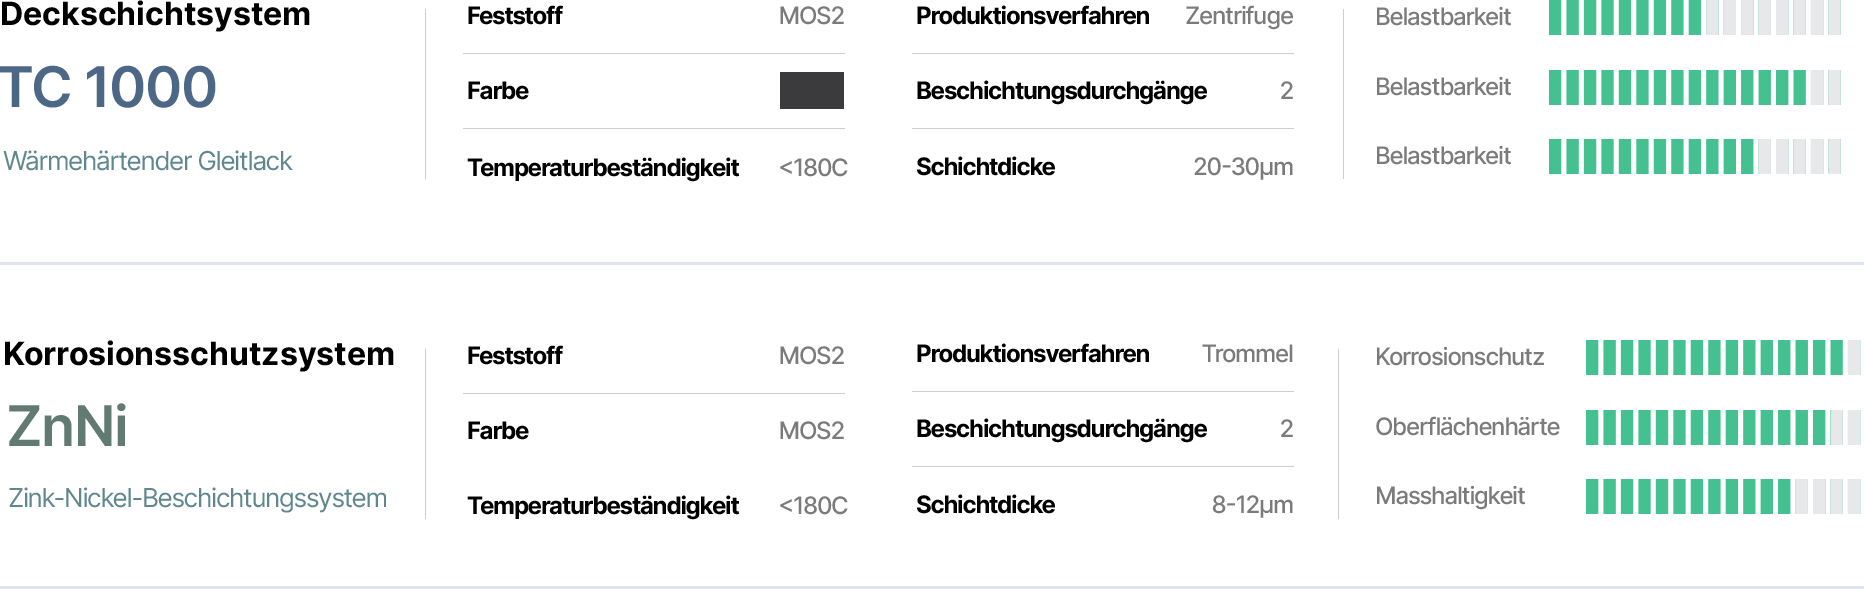 Deckschichtsystem
TC 1000
Wärmehärtender Gleitlack
Feststoff MOS2
Farbe
Temperaturbeständigkeit <180C
Produktionsverfahren Zentrifuge
Beschichtungsdurchgänge 2
Schichtdicke 20-30µm
Belastbarkeit
Belastbarkeit
Belastbarkeit
Korrosionsschutzsystem
ZnNi
Zink-Nickel-Beschichtungssystem
Feststoff MOS2
Farbe MOS2
Temperaturbeständigkeit <180C
Produktionsverfahren Trommel
Beschichtungsdurchgänge 2
Schichtdicke 8-12µm
Korrosionschutz
Oberflächenhärte
Masshaltigkeit